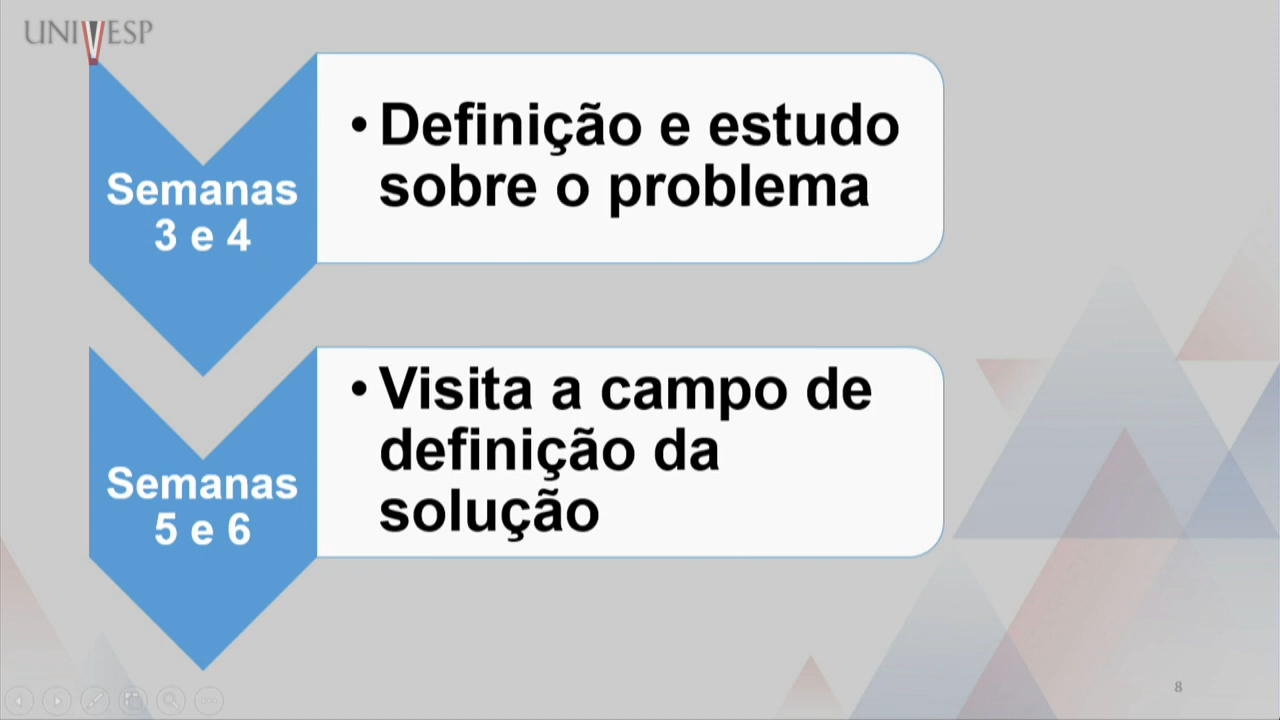 UNIVESP
Semanas
3 e 4
• Definição e estudo
sobre o problema
Semanas
5 e 6
• Visita a campo de
definição da
solução
8